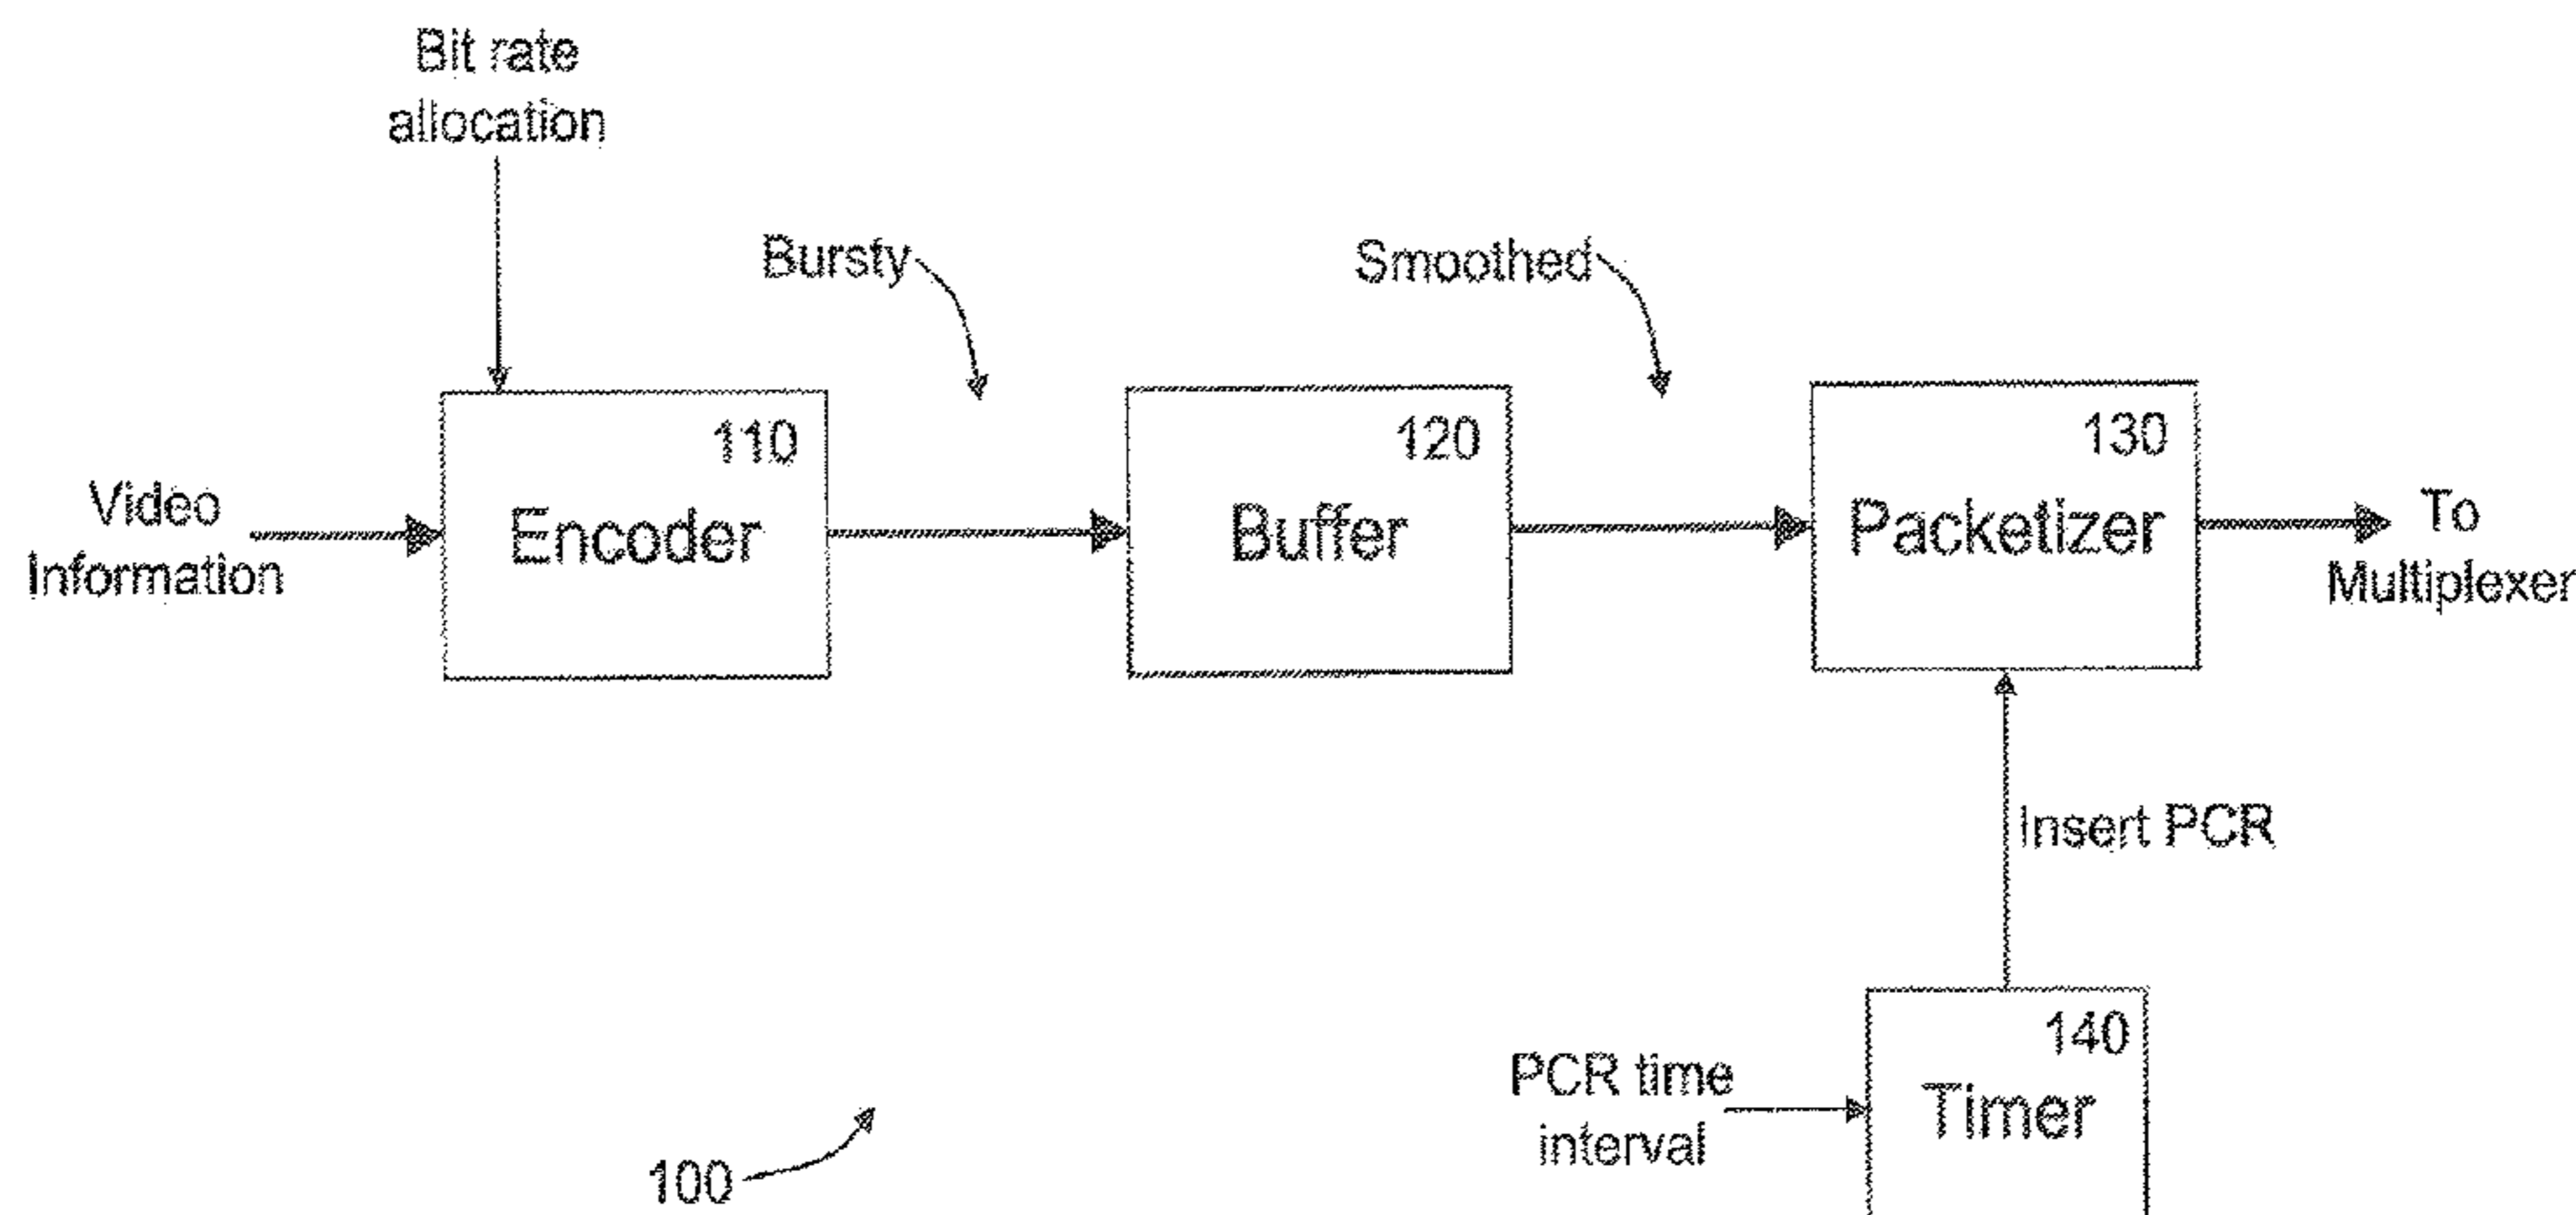 Bit rate
allocation
Bursty
Smoothed
110
120
130
Video
Information
Encoder
Buffer
Packetizer
To
Multiplexer
Insert PCR
140
PCR time
interval
Timer
100